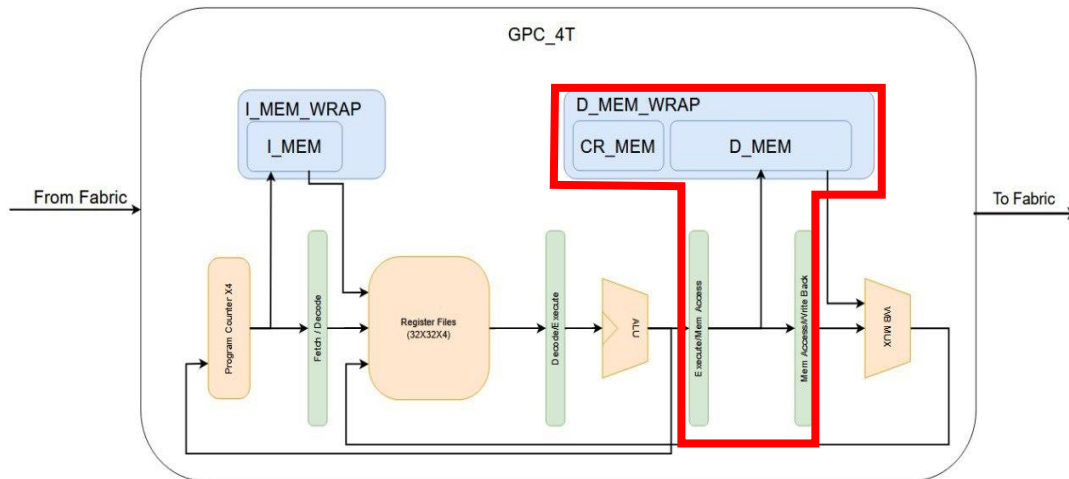 GPC_4T
I_MEM_WRAP
I_MEM
D_MEM_WRAP
CR_MEM
D_MEM
From Fabric
To Fabric
Program Counter X4
Fetch / Decode
Register Files
(32X32X4)
Decode/Execute
ALU
Execute/Mem Access
Mem Access/Write Back
WB MUX